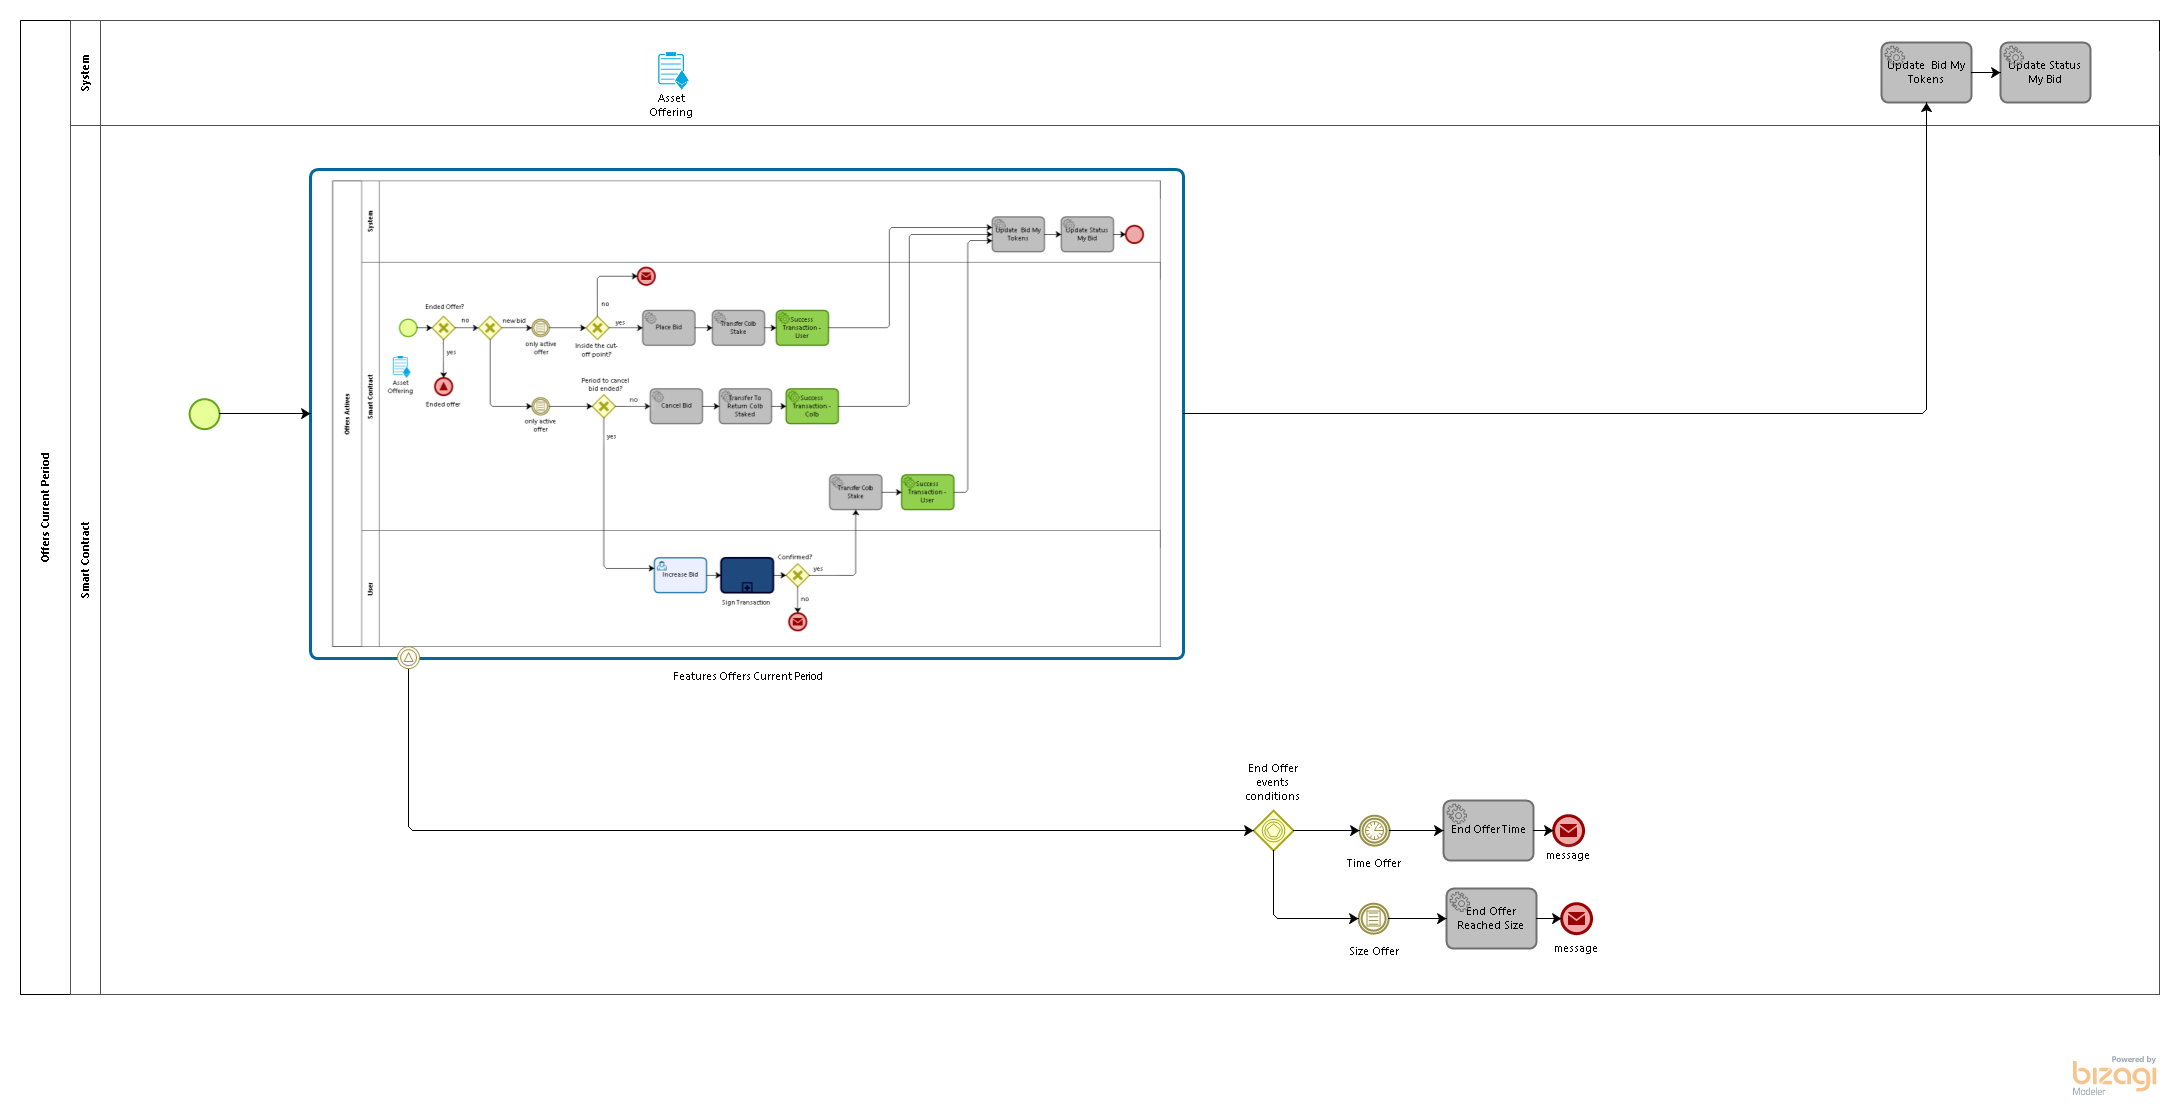 Offers Current Period
System
Asset
Offering
Update Bid My
Tokens
Update Status
My Bid
Smart Contract
Offers Actives
System
Update Bid My
Tokens
Update Status
My Bid
Smart Contract
Ended Offer?
no
yes
Asset
Offering
Ended offer
new bid
only active
offer
no
yes
Inside the cut-
off point?
Place Bid
Transfer Colb
Stake
Success
Transaction -
User
only active
offer
Period to cancel
bid ended?
no
yes
Cancel Bid
Transfer To
Return Colb
Staked
Success
Transaction -
Colb
Transfer Colb
Stake
Success
Transaction -
User
User
Increase Bid
Sign Transaction
Confirmed?
yes
no
Features Offers Current Period
End Offer
events
conditions
Time Offer
End Offer Time
message
Size Offer
End Offer
Reached Size
message
Powered by
bizagi
Modeler